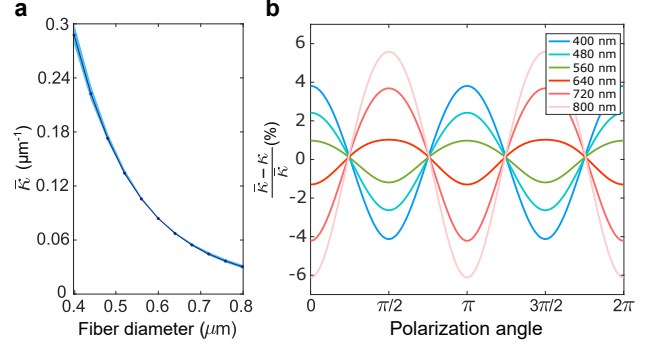 a
0.3
0.24
0.18
0.12
0.06
0
0.4 0.5 0.6 0.7 0.8
κ̄ (μm⁻¹)
Fiber diameter (μm)
b
6
4
2
0
-2
-4
-6
0 π/2 π 3π/2 2π
κ̄ − κ
κ̄
(%)
Polarization angle
400 nm
480 nm
560 nm
640 nm
720 nm
800 nm